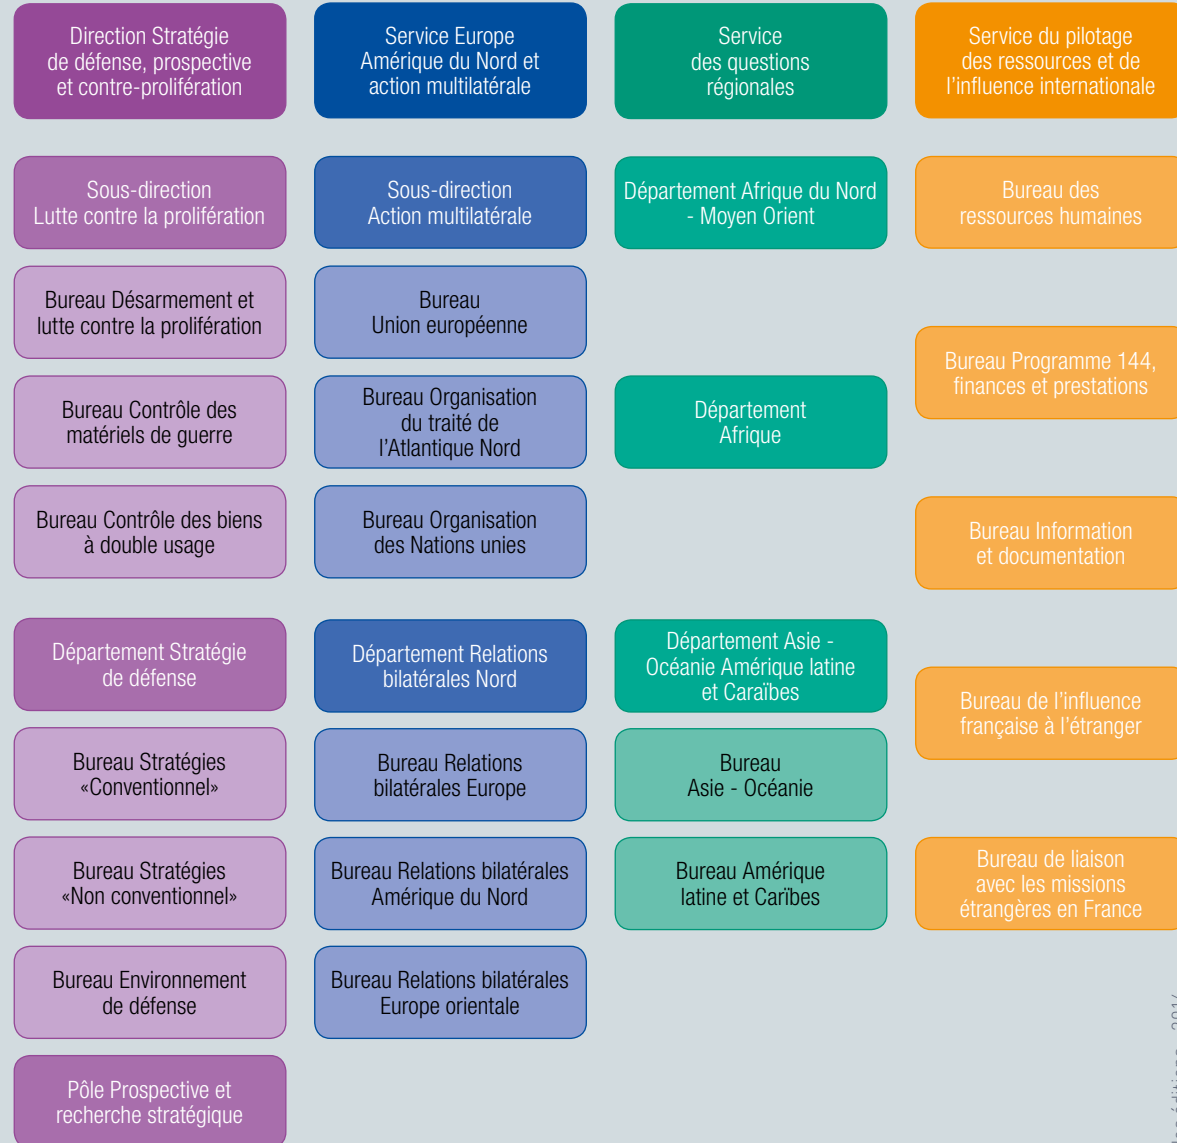 Direction Stratégie
de défense, prospective
et contre-prolifération
Sous-direction
Lutte contre la prolifération
Bureau Désarmement et
lutte contre la prolifération
Bureau Contrôle des
matériels de guerre
Bureau Contrôle des biens
à double usage
Département Stratégie
de défense
Bureau Stratégies
«Conventionnel»
Bureau Stratégies
«Non conventionnel»
Bureau Environnement
de défense
Pôle Prospective et
recherche stratégique
Service Europe
Amérique du Nord et
action multilatérale
Sous-direction
Action multilatérale
Bureau
Union européenne
Bureau Organisation
du traité de
l'Atlantique Nord
Bureau Organisation
des Nations unies
Département Relations
bilatérales Nord
Bureau Relations
bilatérales Europe
Bureau Relations bilatérales
Amérique du Nord
Bureau Relations bilatérales
Europe orientale
Service
des questions
régionales
Département Afrique du Nord
- Moyen Orient
Département
Afrique
Département Asie -
Océanie Amérique latine
et Caraïbes
Bureau
Asie - Océanie
Bureau Amérique
latine et Carïbes
Service du pilotage
des ressources et de
l'influence internationale
Bureau des
ressources humaines
Bureau Programme 144,
finances et prestations
Bureau Information
et documentation
Bureau de l'influence
française à l'étranger
Bureau de liaison
avec les missions
étrangères en France